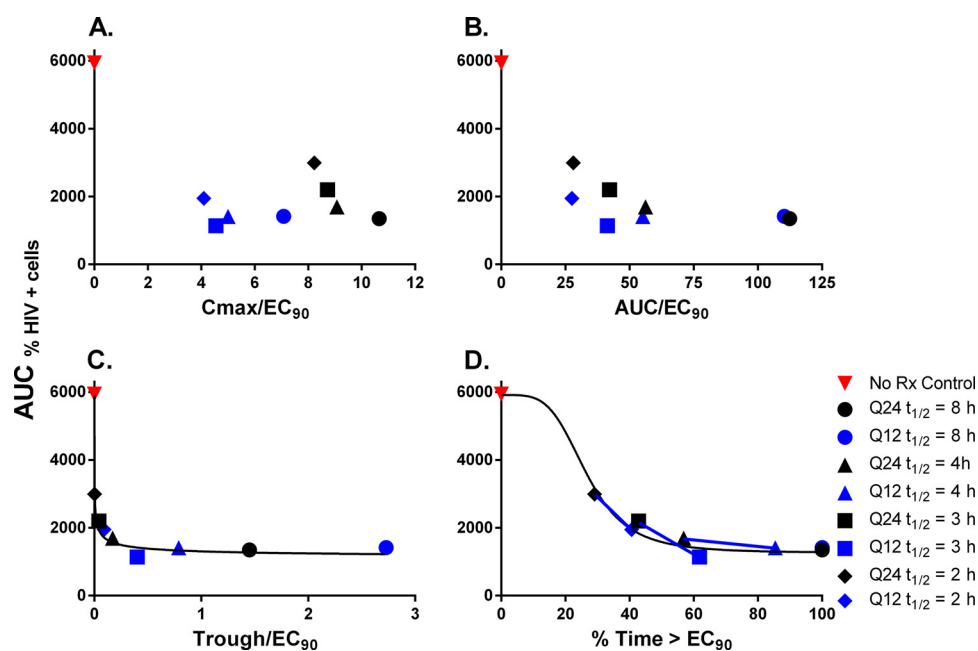 A.
6000
4000
2000
0
0 2 4 6 8 10 12
Cmax/EC90
B.
6000
4000
2000
0
0 25 50 75 100 125
AUC/EC90
AUC % HIV + cells
C.
6000
4000
2000
0
0 1 2 3
Trough/EC90
D.
6000
4000
2000
0
0 20 40 60 80 100
% Time > EC90
No Rx Control
Q24 t1/2 = 8 h
Q12 t1/2 = 8 h
Q24 t1/2 = 4h
Q12 t1/2 = 4 h
Q24 t1/2 = 3 h
Q12 t1/2 = 3 h
Q24 t1/2 = 2 h
Q12 t1/2 = 2 h